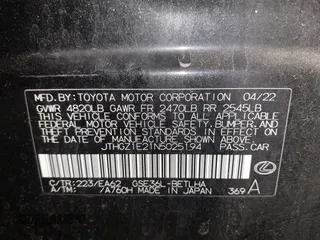 MFD. BY: TOYOTA MOTOR CORPORATION 04/22
GVWR 4820LB GAWR FR 2470LB RR 2545LB
THIS VEHICLE CONFORMS TO ALL APPLICABLE
FEDERAL MOTOR VEHICLE SAFETY, BUMPER, AND
THEFT PREVENTION STANDARDS IN EFFECT ON
THE DATE OF MANUFACTURE SHOWN ABOVE.
JTHGZ1E21N5025194 PASS.CAR
C/TR: 223/EA62 GSE36L-BETLHA
A/TM: /A760H MADE IN JAPAN 369 A